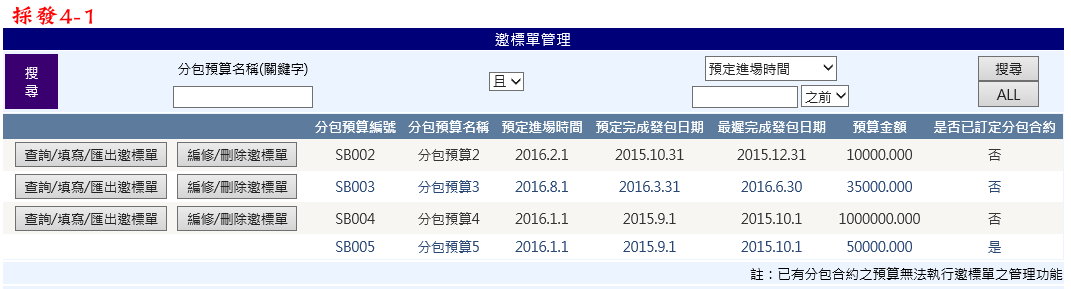 採發4-1
邀標單管理
搜尋
分包預算名稱(關鍵字)
且
預定進場時間
之前
搜尋
ALL
分包預算編號 分包預算名稱 預定進場時間 預定完成發包日期 最遲完成發包日期 預算金額 是否已訂定分包合約
查詢/填寫/匯出邀標單 編修/刪除邀標單 SB002 分包預算2 2016.2.1 2015.10.31 2015.12.31 10000.000 否
查詢/填寫/匯出邀標單 編修/刪除邀標單 SB003 分包預算3 2016.8.1 2016.3.31 2016.6.30 35000.000 否
查詢/填寫/匯出邀標單 編修/刪除邀標單 SB004 分包預算4 2016.1.1 2015.9.1 2015.10.1 1000000.000 否
SB005 分包預算5 2016.1.1 2015.9.1 2015.10.1 50000.000 是
註：已有分包合約之預算無法執行邀標單之管理功能